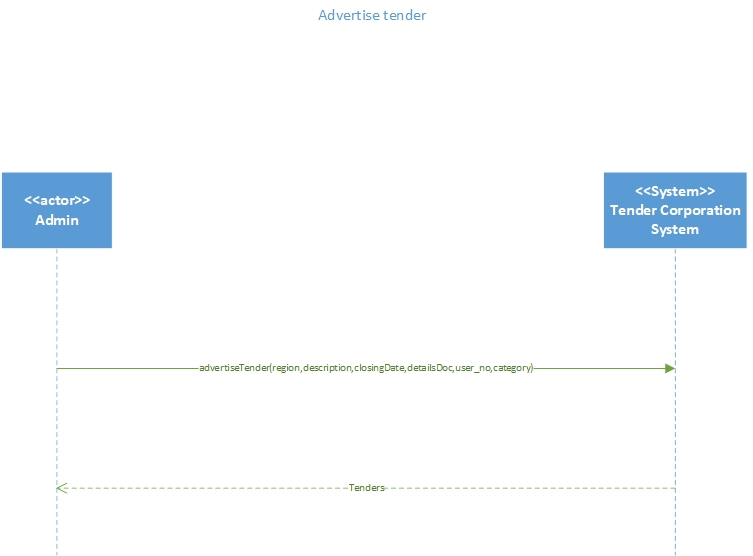 Advertise tender
<<actor>>
Admin
<<System>>
Tender Corporation
System
advertiseTender(region,description,closingDate,detailsDoc,user_no,category)
Tenders